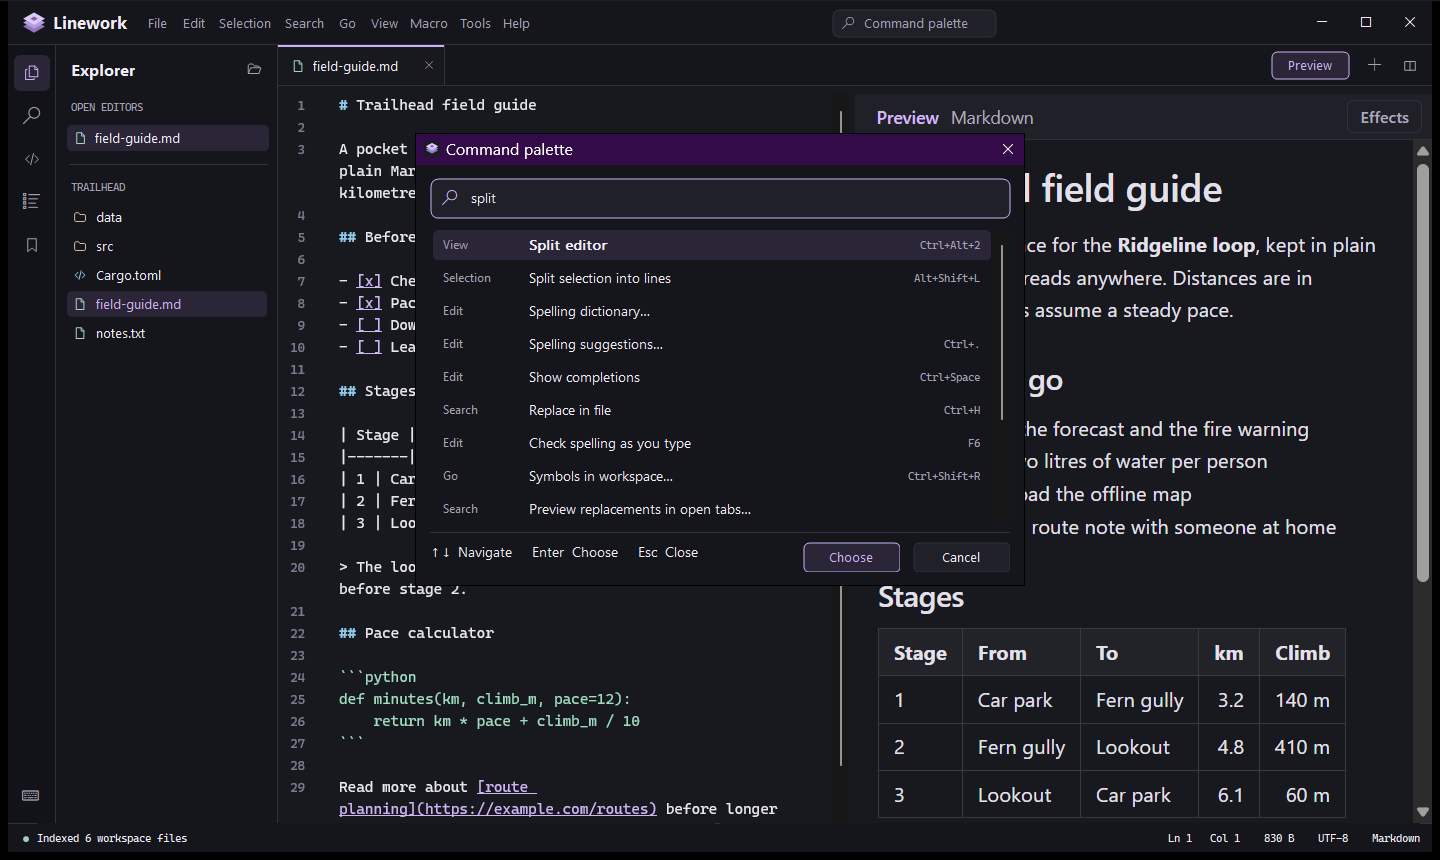 Linework File Edit Selection Search Go View Macro Tools Help Command palette
Explorer
OPEN EDITORS
field-guide.md
TRAILHEAD
data
src
Cargo.toml
field-guide.md
notes.txt
field-guide.md
Preview
1 # Trailhead field guide
2
3 A pocket
plain Mar
kilometre
4
5 ## Before
6
7 - [x] Che
8 - [x] Pac
9 - [ ] Dow
10 - [ ] Lea
11
12 ## Stages
13
14 | Stage |
15 |-------|
16 | 1 | Car
17 | 2 | Fer
18 | 3 | Loo
19
20 > The loo
before stage 2.
21
22 ## Pace calculator
23
24 ```python
25 def minutes(km, climb_m, pace=12):
26     return km * pace + climb_m / 10
27 ```
28
29 Read more about [route
planning](https://example.com/routes) before longer
Command palette
split
View Split editor Ctrl+Alt+2
Selection Split selection into lines Alt+Shift+L
Edit Spelling dictionary...
Edit Spelling suggestions... Ctrl+.
Edit Show completions Ctrl+Space
Search Replace in file Ctrl+H
Edit Check spelling as you type F6
Go Symbols in workspace... Ctrl+Shift+R
Search Preview replacements in open tabs...
↑↓ Navigate Enter Choose Esc Close Choose Cancel
Preview Markdown Effects
field guide
ce for the Ridgeline loop, kept in plain
reads anywhere. Distances are in
s assume a steady pace.
go
he forecast and the fire warning
o litres of water per person
oad the offline map
route note with someone at home
Stages
Stage From To km Climb
1 Car park Fern gully 3.2 140 m
2 Fern gully Lookout 4.8 410 m
3 Lookout Car park 6.1 60 m
Indexed 6 workspace files Ln 1 Col 1 830 B UTF-8 Markdown